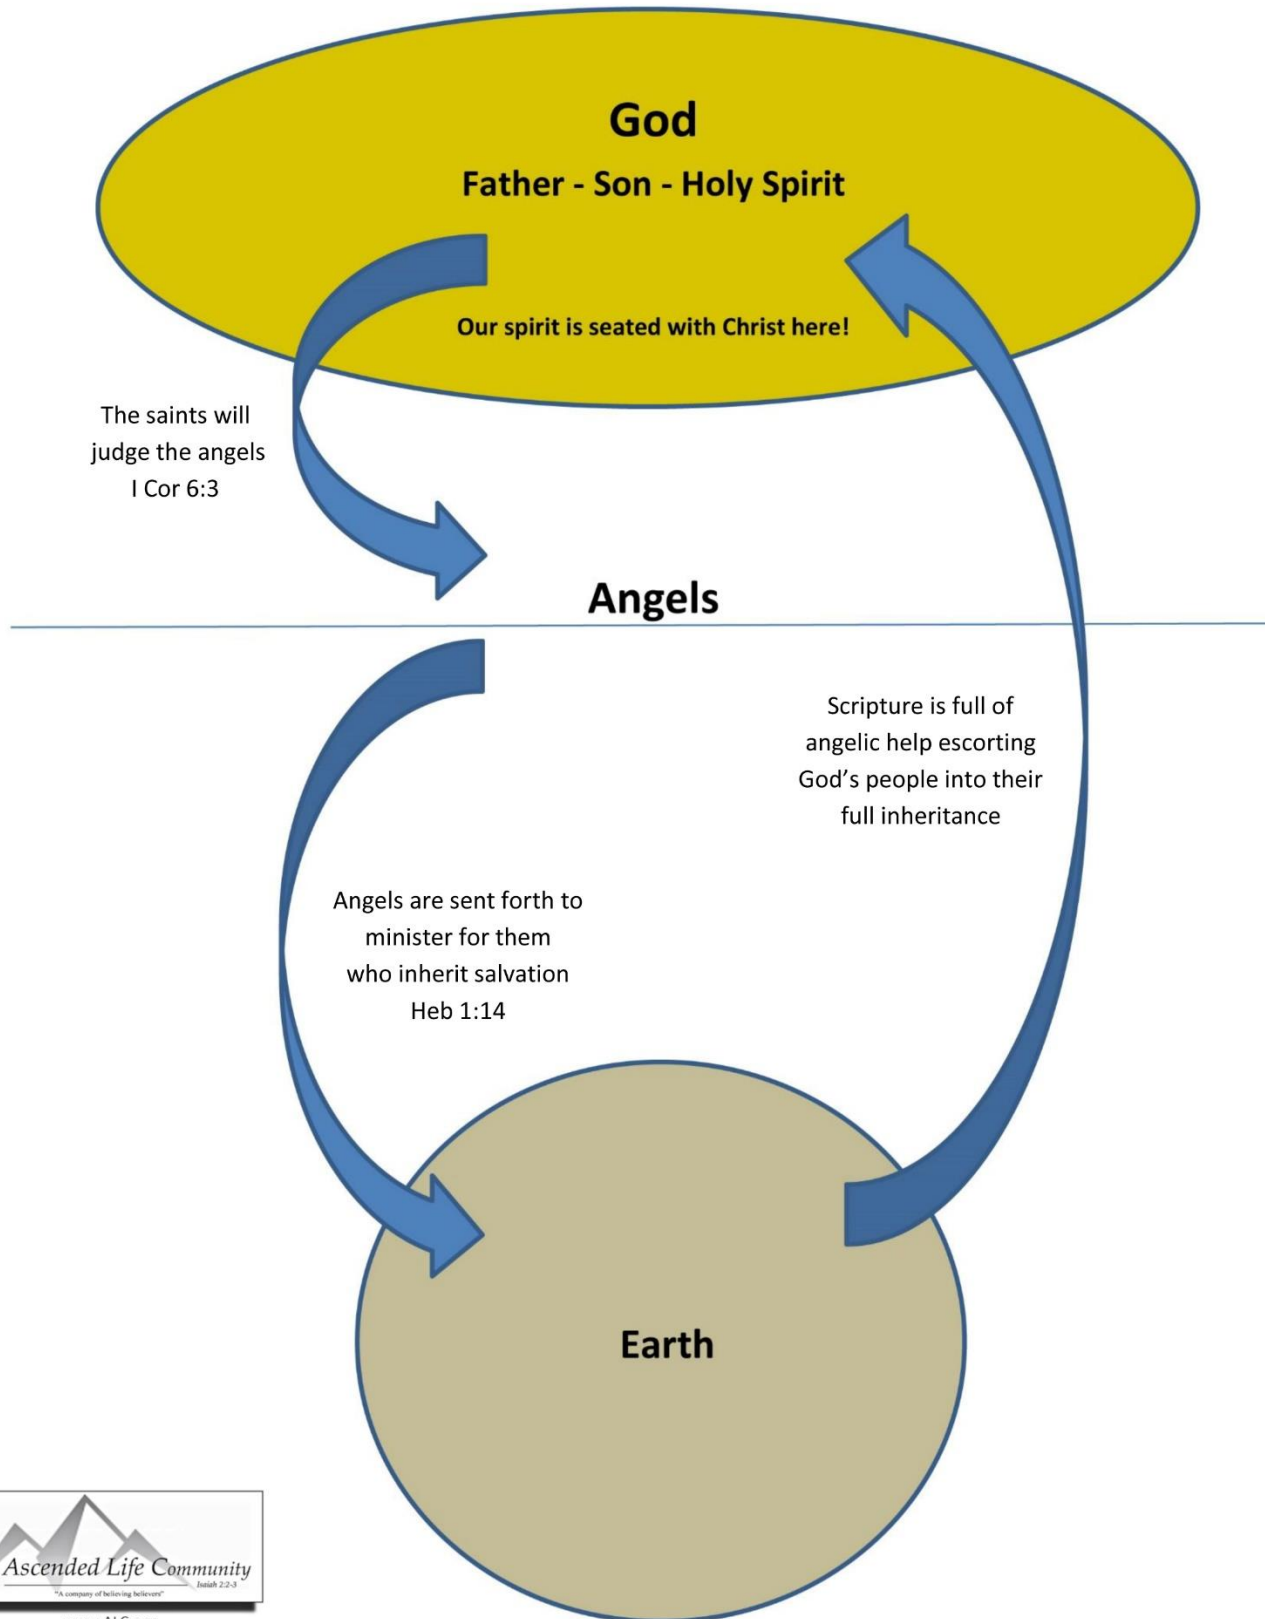 God
Father - Son - Holy Spirit
Our spirit is seated with Christ here!
The saints will
judge the angels
I Cor 6:3
Angels
Scripture is full of
angelic help escorting
God’s people into their
full inheritance
Angels are sent forth to
minister for them
who inherit salvation
Heb 1:14
Earth
Ascended Life Community
Isaiah 2:2-3
"A company of believing believers"